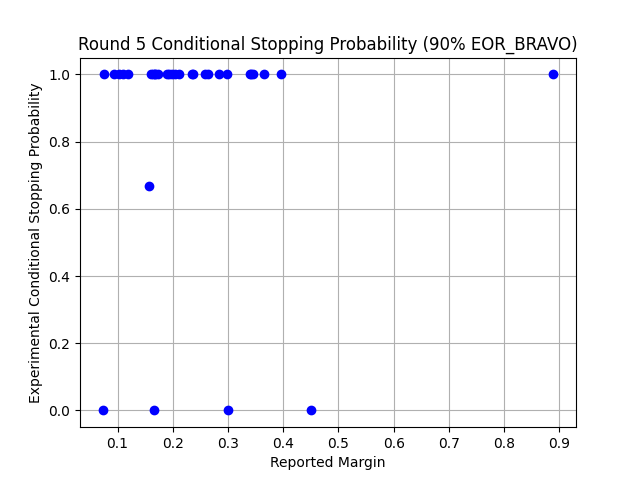 Round 5 Conditional Stopping Probability (90% EOR_BRAVO)
Experimental Conditional Stopping Probability
1.0
0.8
0.6
0.4
0.2
0.0
0.1 0.2 0.3 0.4 0.5 0.6 0.7 0.8 0.9
Reported Margin